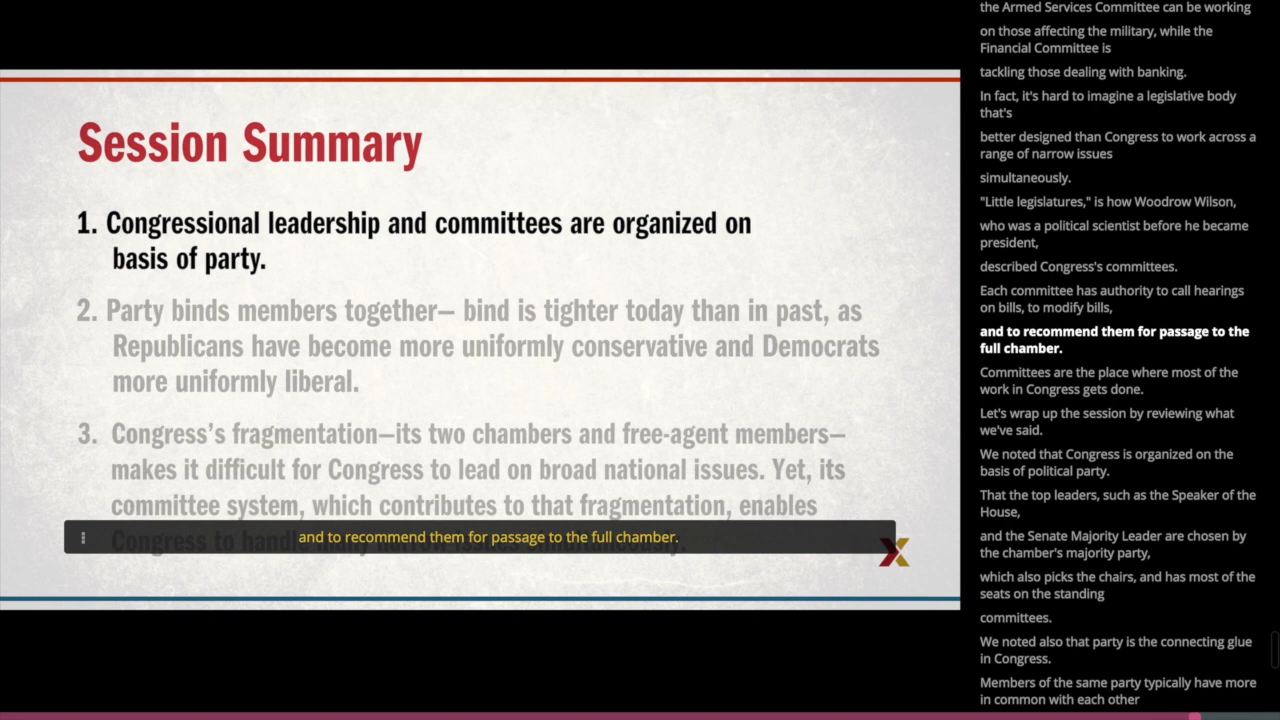 Session Summary
1. Congressional leadership and committees are organized on
basis of party.
2. Party binds members together— bind is tighter today than in past, as
Republicans have become more uniformly conservative and Democrats
more uniformly liberal.
3. Congress's fragmentation—its two chambers and free-agent members—
makes it difficult for Congress to lead on broad national issues. Yet, its
committee system, which contributes to that fragmentation, enables
Congress to handle
and to recommend them for passage to the full chamber.
X
the Armed Services Committee can be working
on those affecting the military, while the
Financial Committee is
tackling those dealing with banking.
In fact, it's hard to imagine a legislative body
that's
better designed than Congress to work across a
range of narrow issues
simultaneously.
"Little legislatures," is how Woodrow Wilson,
who was a political scientist before he became
president,
described Congress's committees.
Each committee has authority to call hearings
on bills, to modify bills,
and to recommend them for passage to the
full chamber.
Committees are the place where most of the
work in Congress gets done.
Let's wrap up the session by reviewing what
we've said.
We noted that Congress is organized on the
basis of political party.
That the top leaders, such as the Speaker of the
House,
and the Senate Majority Leader are chosen by
the chamber's majority party,
which also picks the chairs, and has most of the
seats on the standing
committees.
We noted also that party is the connecting glue
in Congress.
Members of the same party typically have more
in common with each other